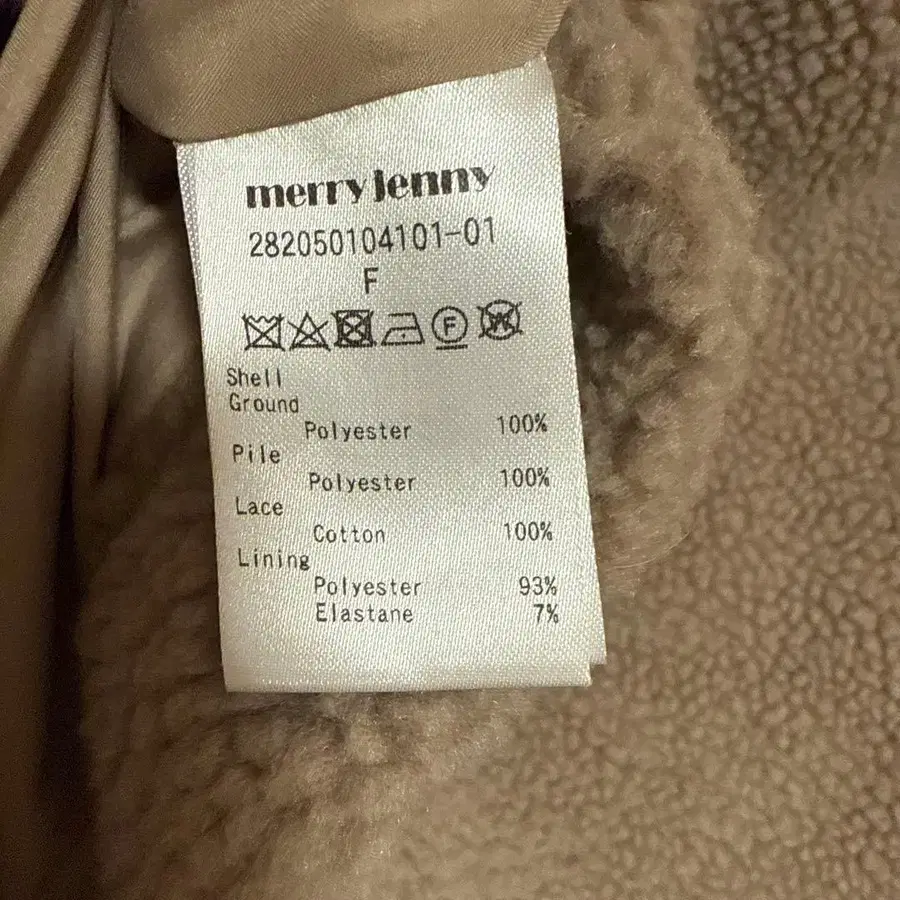 merry jenny
282050104101-01
F
F W
Shell
Ground
Polyester 100%
Pile
Polyester 100%
Lace
Cotton 100%
Lining
Polyester 93%
Elastane 7%